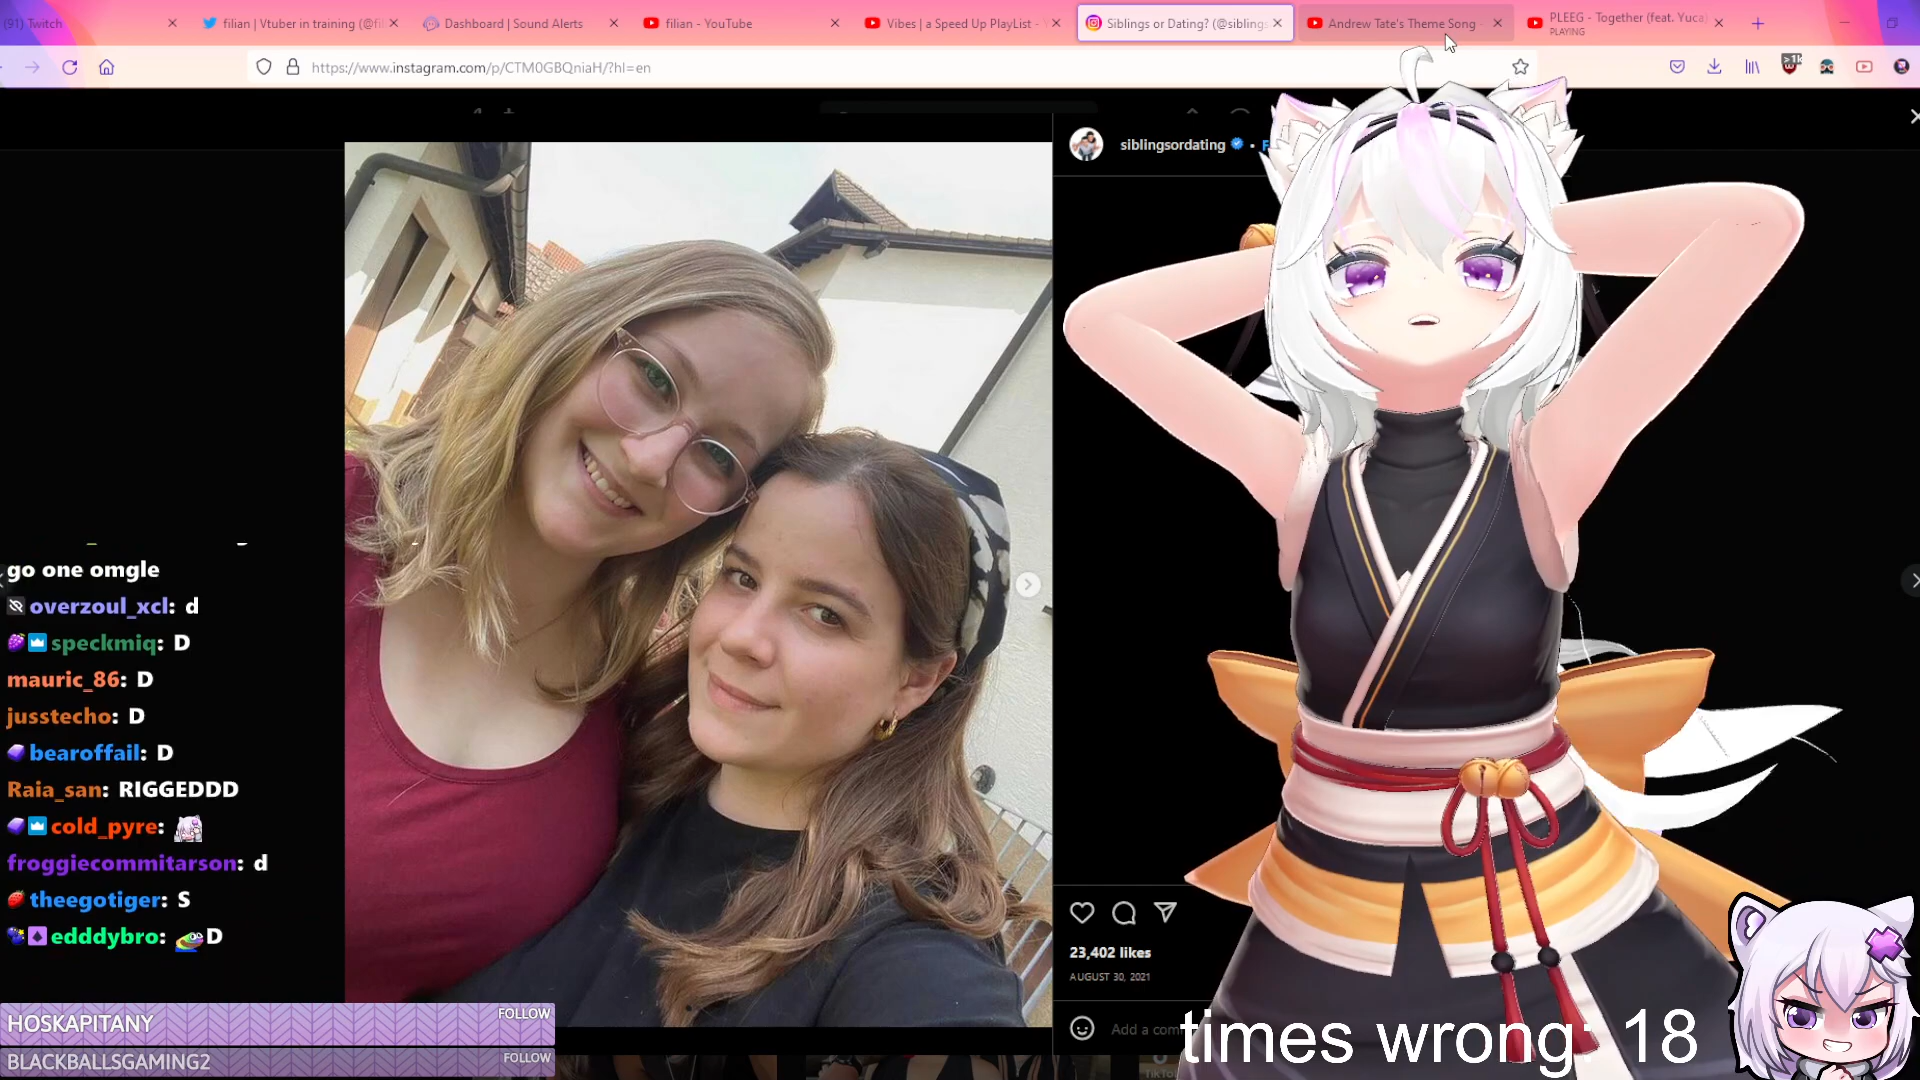 (91) Twitch
filian | Vtuber in training (@fil
Dashboard | Sound Alerts
filian - YouTube
Vibes | a Speed Up PlayList -
Siblings or Dating? (@siblings
Andrew Tate's Theme Song -
PLEEG - Together (feat. Yuca
PLAYING
https://www.instagram.com/p/CTM0GBQniaH/?hl=en
>1k
siblingsordating • F
go one omgle
overzoul_xcl: d
speckmiq: D
mauric_86: D
jusstecho: D
bearoffail: D
Raia_san: RIGGEDDD
cold_pyre:
froggiecommitarson: d
theegotiger: S
edddybro: D
23,402 likes
AUGUST 30, 2021
Add a com
HOSKAPITANY FOLLOW
BLACKBALLSGAMING2 FOLLOW
times wrong: 18